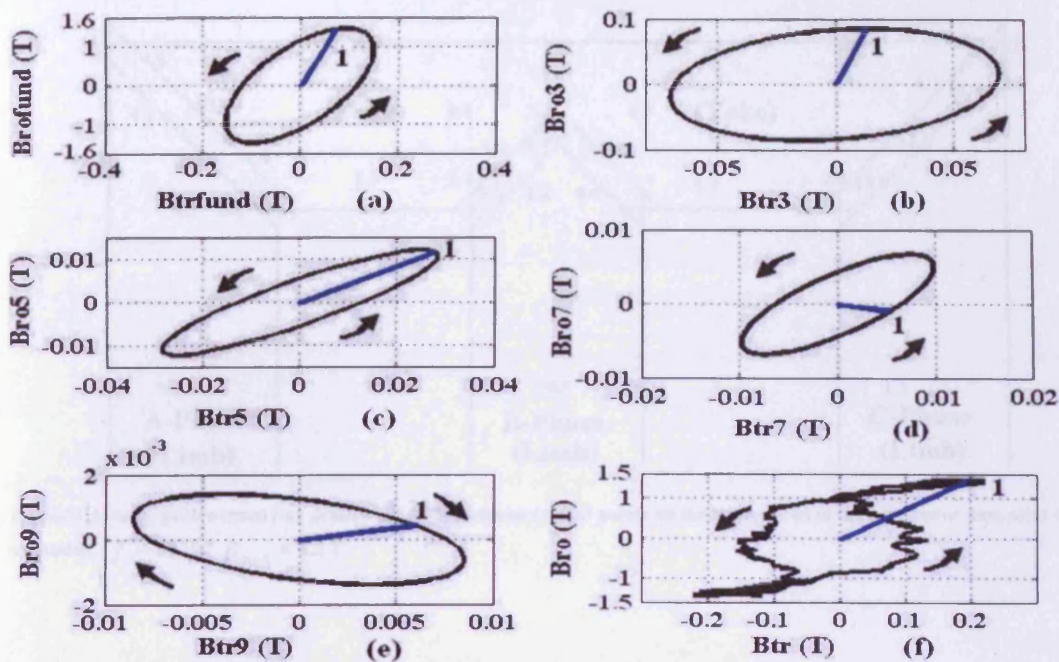 Brofund (T)
1.6
1
0
-1
-1.6
-0.4
-0.2
0
0.2
0.4
1
Btrfund (T)
(a)
Bro3 (T)
0.1
0
-0.1
-0.05
0
0.05
1
Btr3 (T)
(b)
Bro5 (T)
0.01
0
-0.01
-0.04
-0.02
0
0.02
0.04
1
Btr5 (T)
(c)
Bro7 (T)
0.01
0
-0.01
-0.02
-0.01
0
0.01
0.02
1
Btr7 (T)
(d)
x 10⁻³
Bro9 (T)
2
0
-2
-0.01
-0.005
0
0.005
0.01
1
Btr9 (T)
(e)
Bro (T)
1.5
1
0
-1
-1.5
-0.2
-0.1
0
0.1
0.2
1
Btr (T)
(f)